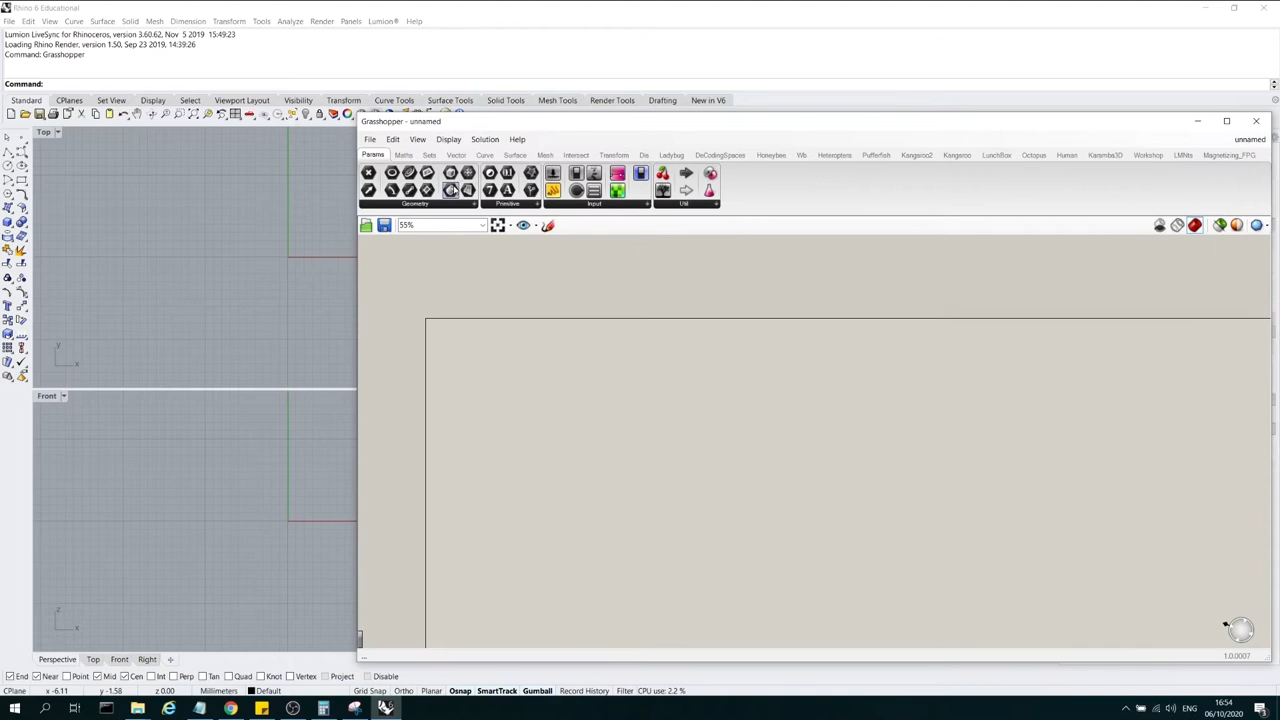 Rhino 6 Educational
File Edit View Curve Surface Solid Mesh Dimension Transform Tools Analyze Render Panels Lumion® Help
Lumion LiveSync for Rhinoceros, version 3.60.62, Nov 5 2019 15:49:23
Loading Rhino Render, version 1.50, Sep 23 2019, 14:39:26
Command: Grasshopper
Command:
Standard CPlanes Set View Display Select Viewport Layout Visibility Transform Curve Tools Surface Tools Solid Tools Mesh Tools Render Tools Drafting New in V6
Top
Grasshopper - unnamed
File Edit View Display Solution Help unnamed
Params Maths Sets Vector Curve Surface Mesh Intersect Transform Dis Ladybug DeCodingSpaces Honeybee Wb Heteropters Pufferfish Kangaroo2 Kangaroo LunchBox Octopus Human Karamba3D Workshop LMNts Magnetizing_FPG
Geometry Primitive Input Util
55%
y
x
Front
z
x
1.0.0007
Perspective Top Front Right
End Near Point Mid Cen Int Perp Tan Quad Knot Vertex Project Disable
CPlane x -6.11 y -1.58 z 0.00 Millimeters Default Grid Snap Ortho Planar Osnap SmartTrack Gumball Record History Filter CPU use: 2.2 %
ENG
16:54
06/10/2020